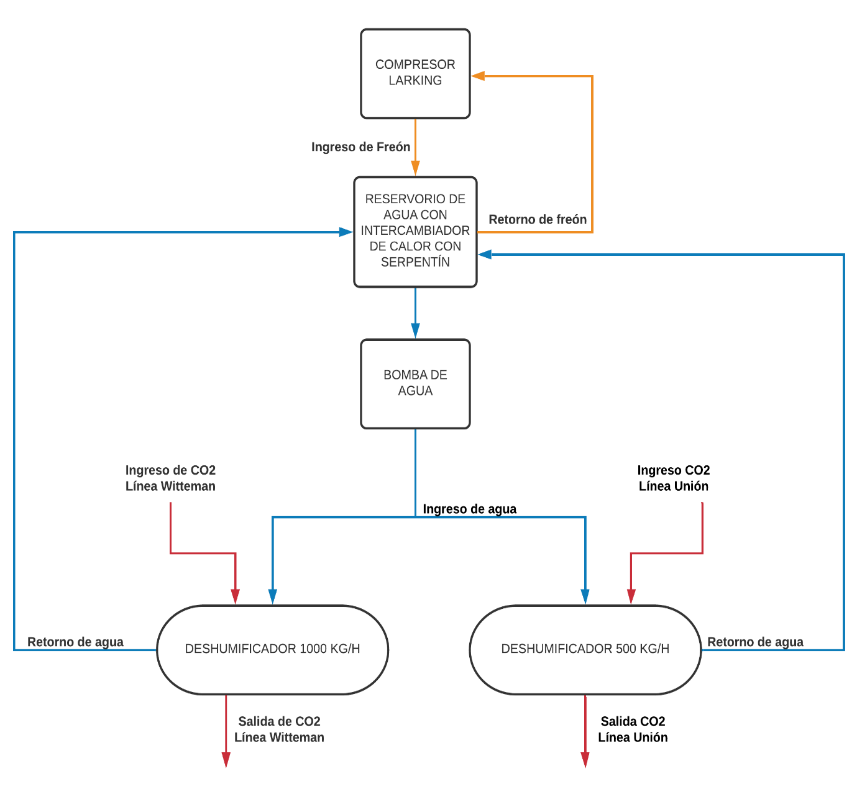 COMPRESOR
LARKING
Ingreso de Freón
RESERVORIO DE
AGUA CON
INTERCAMBIADOR
DE CALOR CON
SERPENTÍN
Retorno de freón
BOMBA DE
AGUA
Ingreso de CO2
Línea Witteman
Ingreso CO2
Línea Unión
Ingreso de agua
Retorno de agua
DESHUMIFICADOR 1000 KG/H
DESHUMIFICADOR 500 KG/H
Retorno de agua
Salida de CO2
Línea Witteman
Salida CO2
Línea Unión